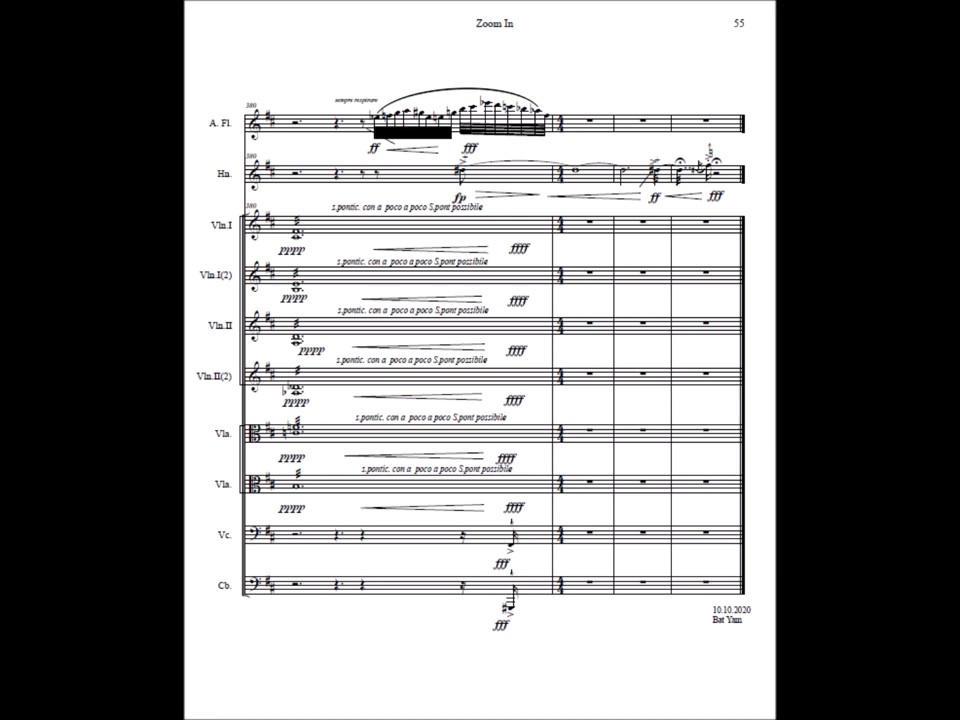 Zoom In 55
380 sempre respirare
A. Fl.
ff fff
380
Hn.
fp ff fff
380 s.pontic. con a poco a poco S.pont possibile
Vln.I
pppp ffff
s.pontic. con a poco a poco S.pont possibile
Vln.I(2)
pppp ffff
s.pontic. con a poco a poco S.pont possibile
Vln.II
pppp ffff
s.pontic. con a poco a poco S.pont possibile
Vln.II(2)
pppp ffff
s.pontic. con a poco a poco S.pont possibile
Vla.
pppp ffff
s.pontic. con a poco a poco S.pont possibile
Vla.
pppp ffff
Vc.
fff
Cb.
fff
10.10.2020
Bat Yam